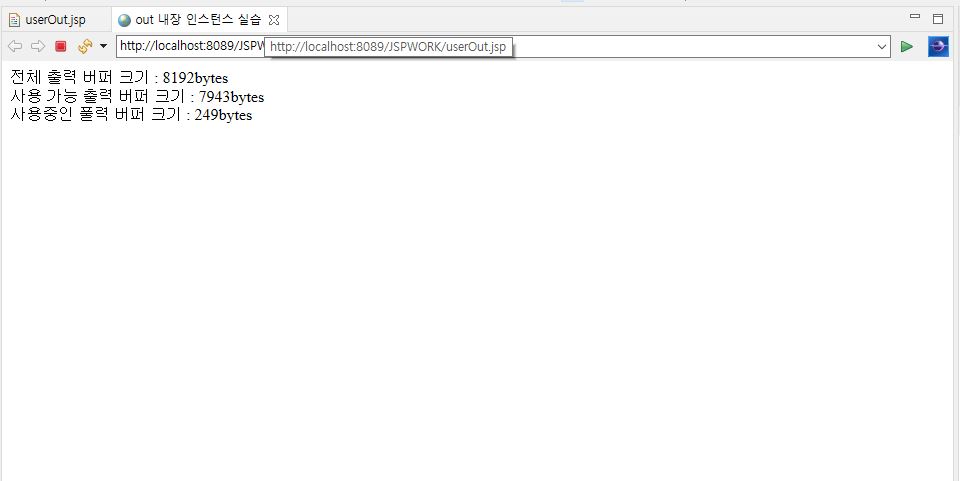 userOut.jsp
out 내장 인스턴스 실습
http://localhost:8089/JSPW
http://localhost:8089/JSPWORK/userOut.jsp
전체 출력 버퍼 크기 : 8192bytes
사용 가능 출력 버퍼 크기 : 7943bytes
사용중인 풀력 버퍼 크기 : 249bytes